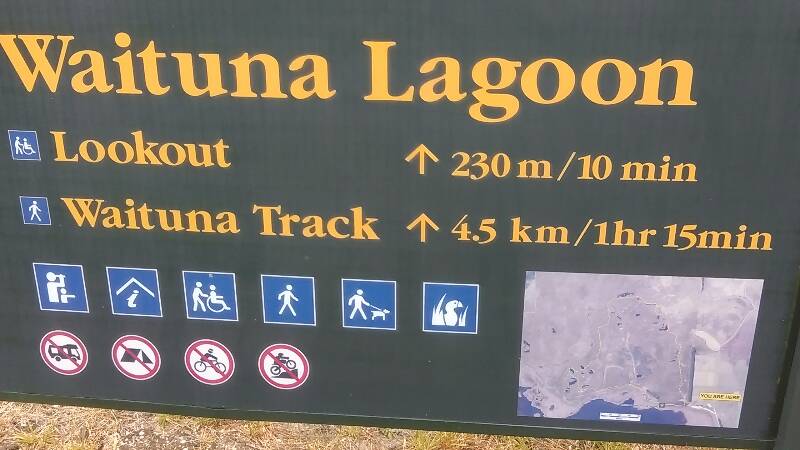 Waituna Lagoon
Lookout ↑ 230 m/10 min
Waituna Track ↑ 4.5 km/1hr 15min
YOU ARE HERE